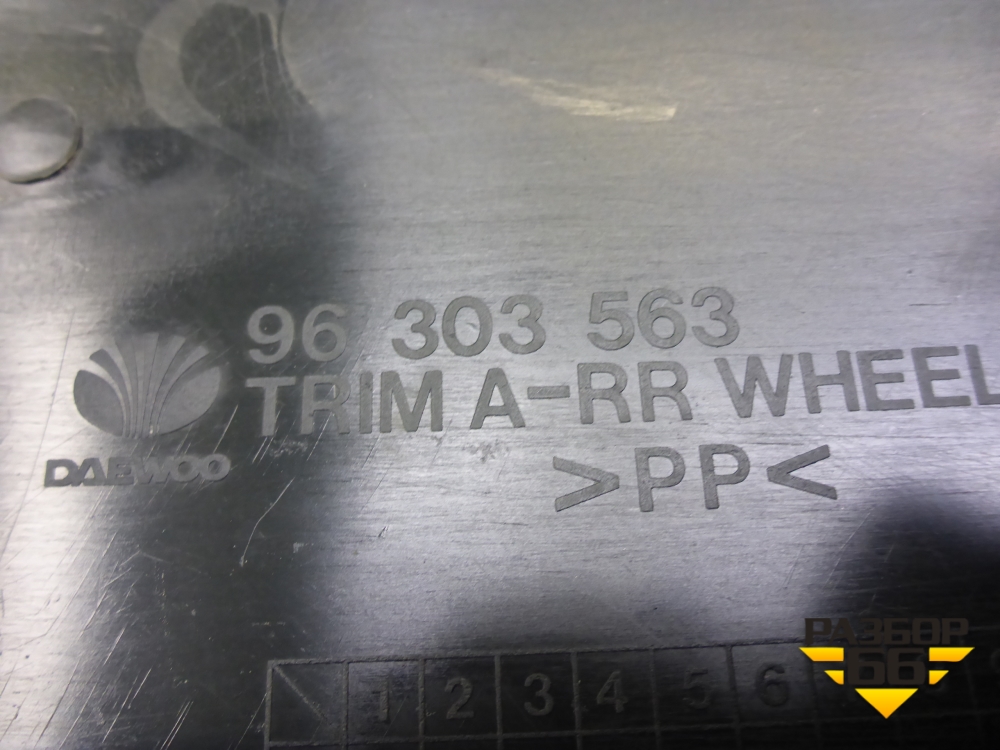 96 303 563
TRIM A-RR WHEEL
DAEWOO
>PP<
1 2 3 4 5 6
РАЗБОР
66